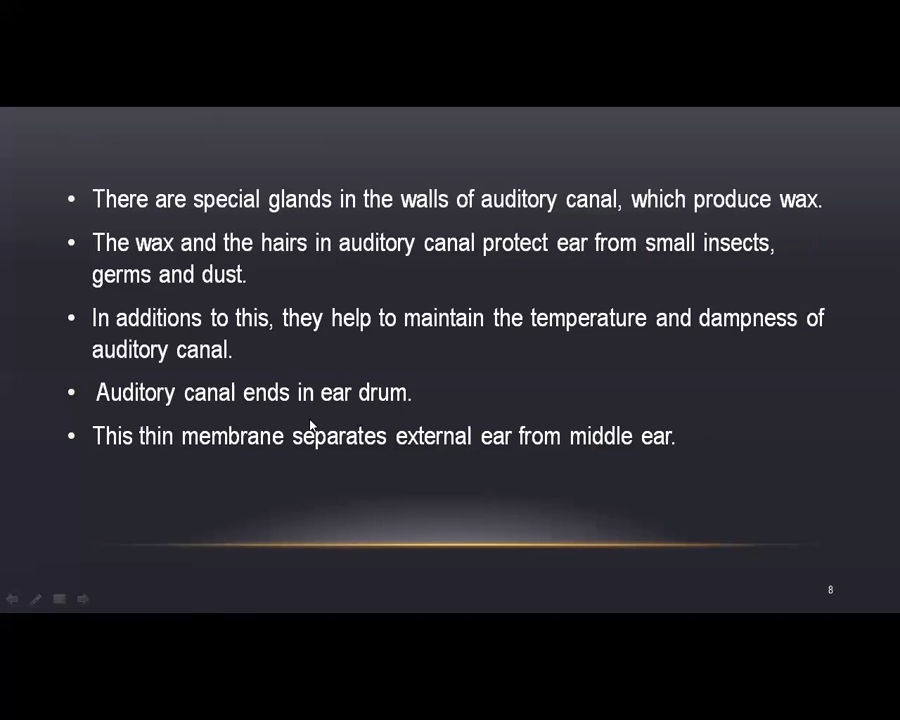 • There are special glands in the walls of auditory canal, which produce wax.
• The wax and the hairs in auditory canal protect ear from small insects,
germs and dust.
• In additions to this, they help to maintain the temperature and dampness of
auditory canal.
• Auditory canal ends in ear drum.
• This thin membrane separates external ear from middle ear.
8